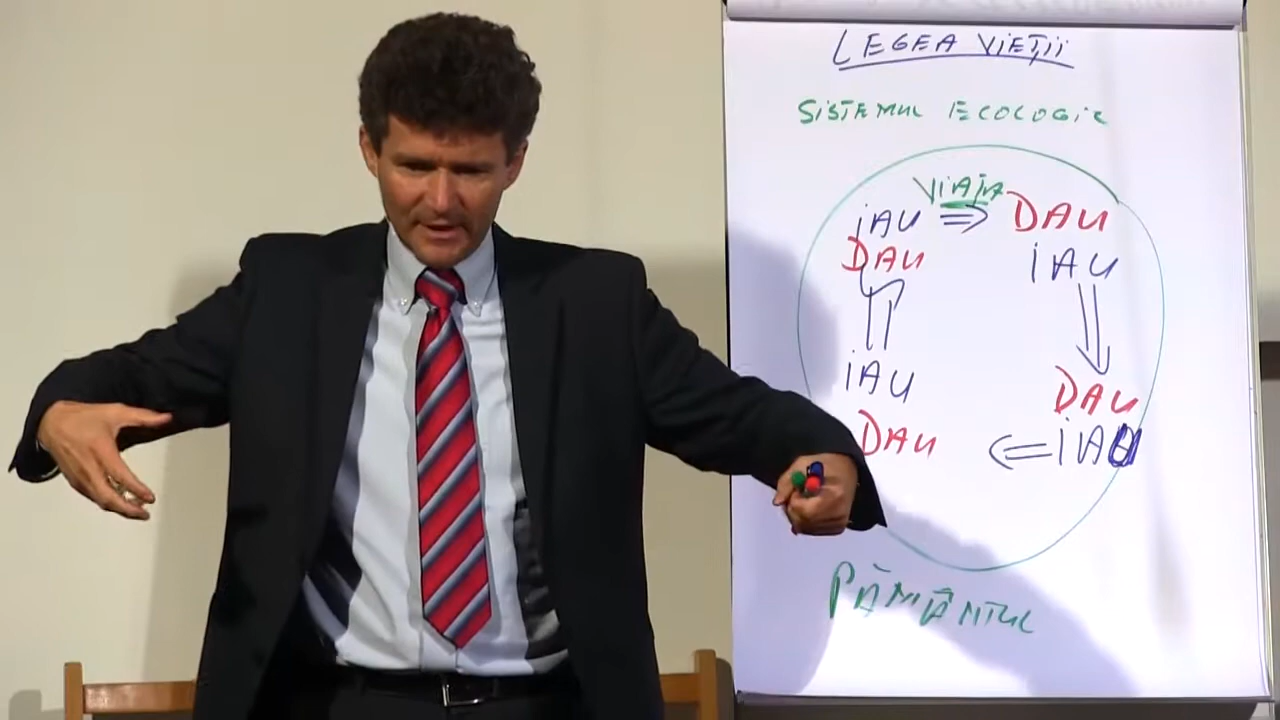 LEGEA VIEȚII
SISTEMUL ECOLOGIC
VIAȚA
iAU ⇒ DAU
DAU iAU
iAU DAU
DAU ⇐ iAU
PĂMÂNTUL